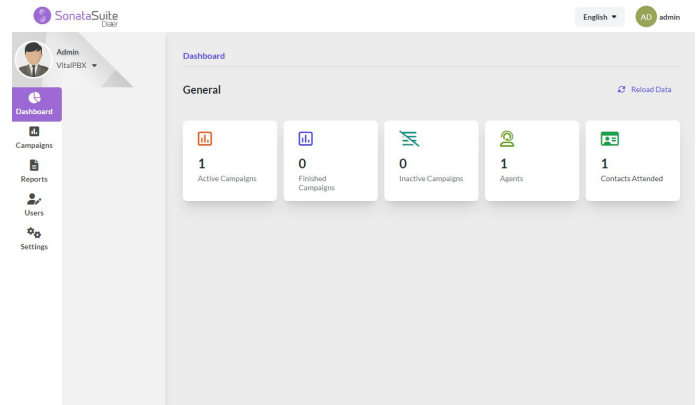 SonataSuite
Dialer
English
AD
admin
Admin
VitalPBX
Dashboard
Campaigns
Reports
Users
Settings
Dashboard
General
Reload Data
1
Active Campaigns
0
Finished
Campaigns
0
Inactive Campaigns
1
Agents
1
Contacts Attended